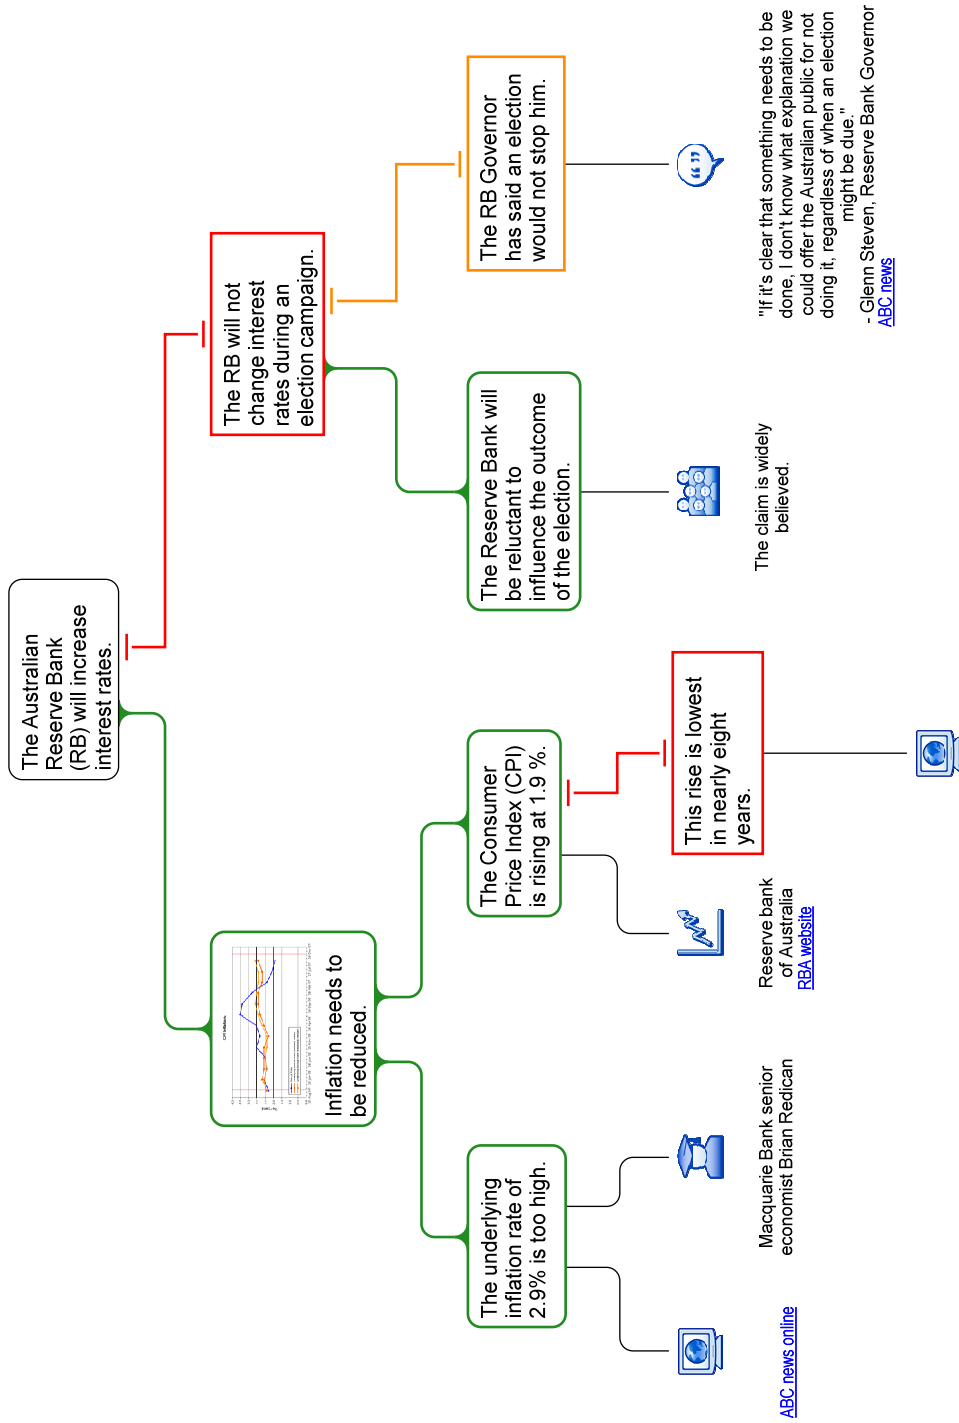 The Australian
Reserve Bank
(RB) will increase
interest rates.
CPI Inflation
Inflation needs to
be reduced.
The RB will not
change interest
rates during an
election campaign.
The underlying
inflation rate of
2.9% is too high.
The Consumer
Price Index (CPI)
is rising at 1.9 %.
The Reserve Bank will
be reluctant to
influence the outcome
of the election.
The RB Governor
has said an election
would not stop him.
ABC news online
Macquarie Bank senior
economist Brian Redican
Reserve bank
of Australia
RBA website
This rise is lowest
in nearly eight
years.
The claim is widely
believed.
"If it's clear that something needs to be
done, I don't know what explanation we
could offer the Australian public for not
doing it, regardless of when an election
might be due."
- Glenn Steven, Reserve Bank Governor
ABC news